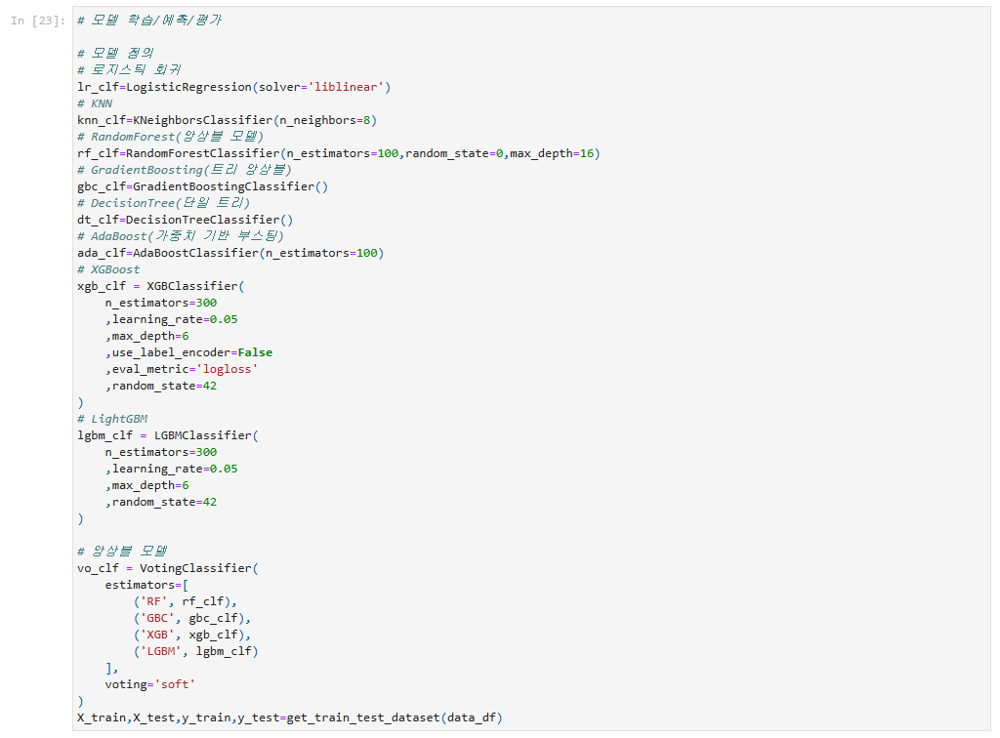 In [23]:
# 모델 학습/예측/평가
# 모델 정의
# 로지스틱 회귀
lr_clf=LogisticRegression(solver='liblinear')
# KNN
knn_clf=KNeighborsClassifier(n_neighbors=8)
# RandomForest(앙상블 모델)
rf_clf=RandomForestClassifier(n_estimators=100,random_state=0,max_depth=16)
# GradientBoosting(트리 앙상블)
gbc_clf=GradientBoostingClassifier()
# DecisionTree(단일 트리)
dt_clf=DecisionTreeClassifier()
# AdaBoost(가중치 기반 부스팅)
ada_clf=AdaBoostClassifier(n_estimators=100)
# XGBoost
xgb_clf = XGBClassifier(
    n_estimators=300
    ,learning_rate=0.05
    ,max_depth=6
    ,use_label_encoder=False
    ,eval_metric='logloss'
    ,random_state=42
)
# LightGBM
lgbm_clf = LGBMClassifier(
    n_estimators=300
    ,learning_rate=0.05
    ,max_depth=6
    ,random_state=42
)
# 앙상블 모델
vo_clf = VotingClassifier(
    estimators=[
        ('RF', rf_clf),
        ('GBC', gbc_clf),
        ('XGB', xgb_clf),
        ('LGBM', lgbm_clf)
    ],
    voting='soft'
)
X_train,X_test,y_train,y_test=get_train_test_dataset(data_df)